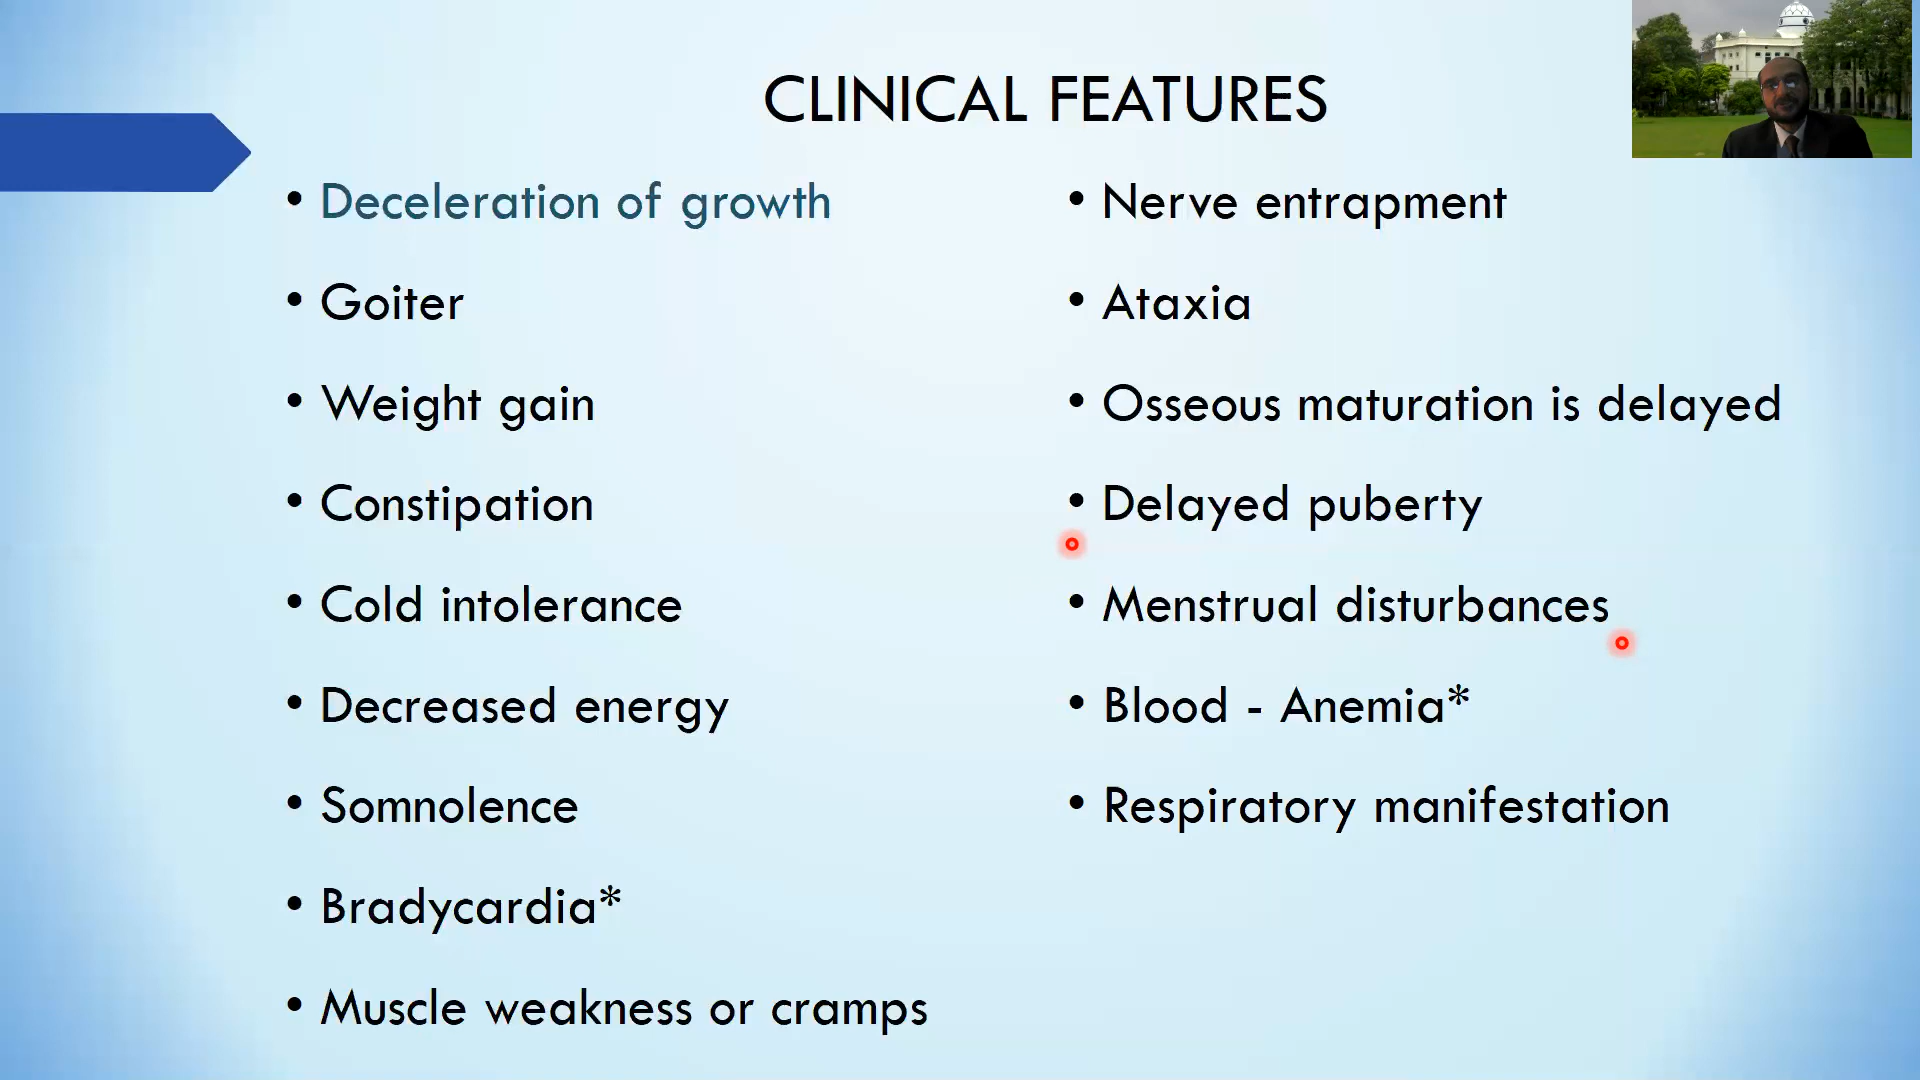 CLINICAL FEATURES
• Deceleration of growth
• Goiter
• Weight gain
• Constipation
• Cold intolerance
• Decreased energy
• Somnolence
• Bradycardia*
• Muscle weakness or cramps
• Nerve entrapment
• Ataxia
• Osseous maturation is delayed
• Delayed puberty
• Menstrual disturbances
• Blood - Anemia*
• Respiratory manifestation